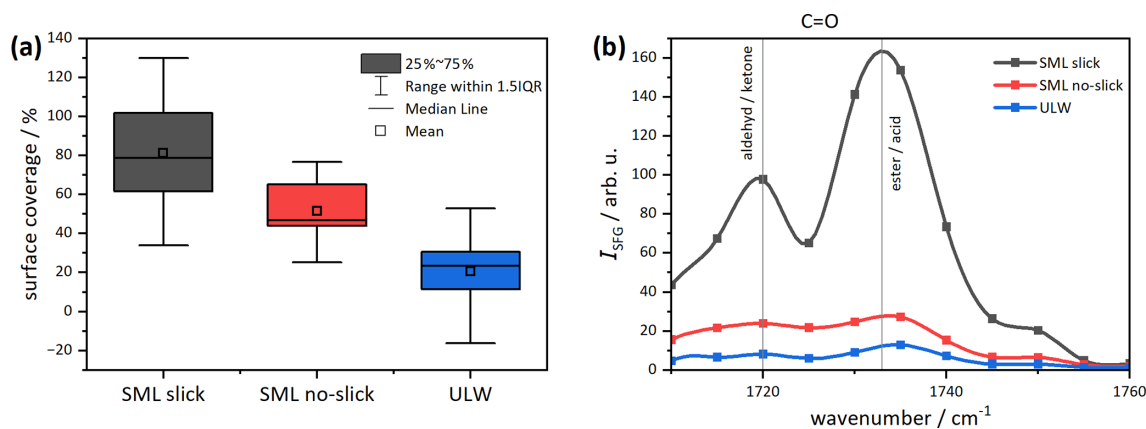 (a)
surface coverage / %
140
120
100
80
60
40
20
0
−20
25%~75%
Range within 1.5IQR
Median Line
Mean
SML slick
SML no-slick
ULW
C=O
(b)
I_SFG / arb. u.
160
140
120
100
80
60
40
20
0
aldehyd / ketone
ester / acid
SML slick
SML no-slick
ULW
1720
1740
1760
wavenumber / cm⁻¹